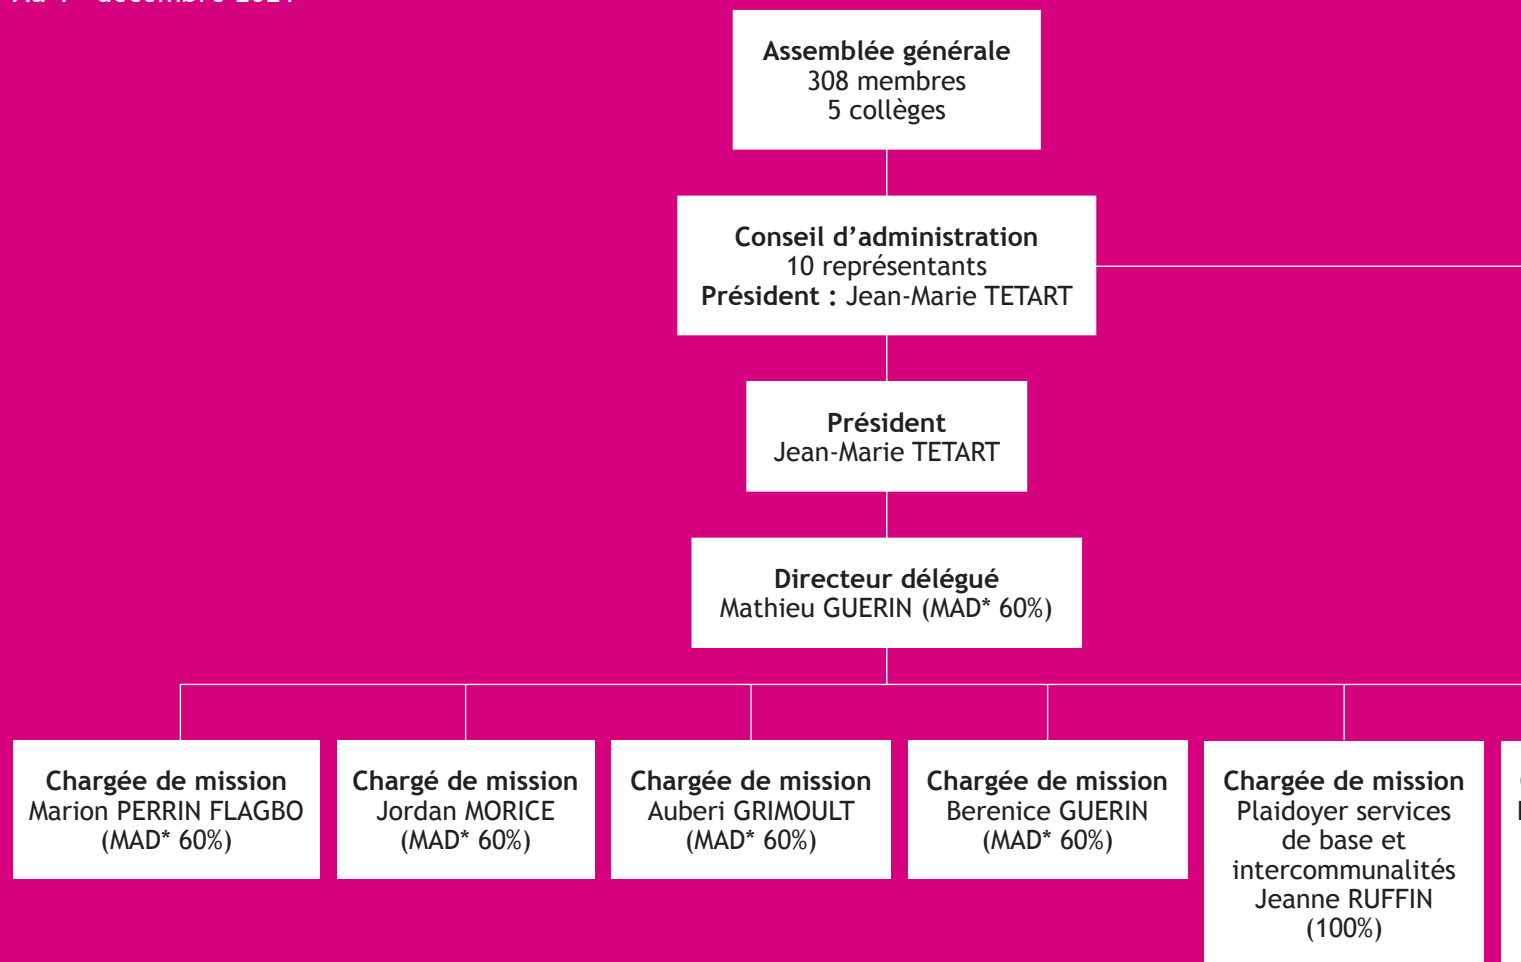 Assemblée générale
308 membres
5 collèges
Conseil d’administration
10 représentants
Président : Jean-Marie TETART
Président
Jean-Marie TETART
Directeur délégué
Mathieu GUERIN (MAD* 60%)
Chargée de mission
Marion PERRIN FLAGBO
(MAD* 60%)
Chargé de mission
Jordan MORICE
(MAD* 60%)
Chargée de mission
Auberi GRIMOULT
(MAD* 60%)
Chargée de mission
Berenice GUERIN
(MAD* 60%)
Chargée de mission
Plaidoyer services
de base et
intercommunalités
Jeanne RUFFIN
(100%)